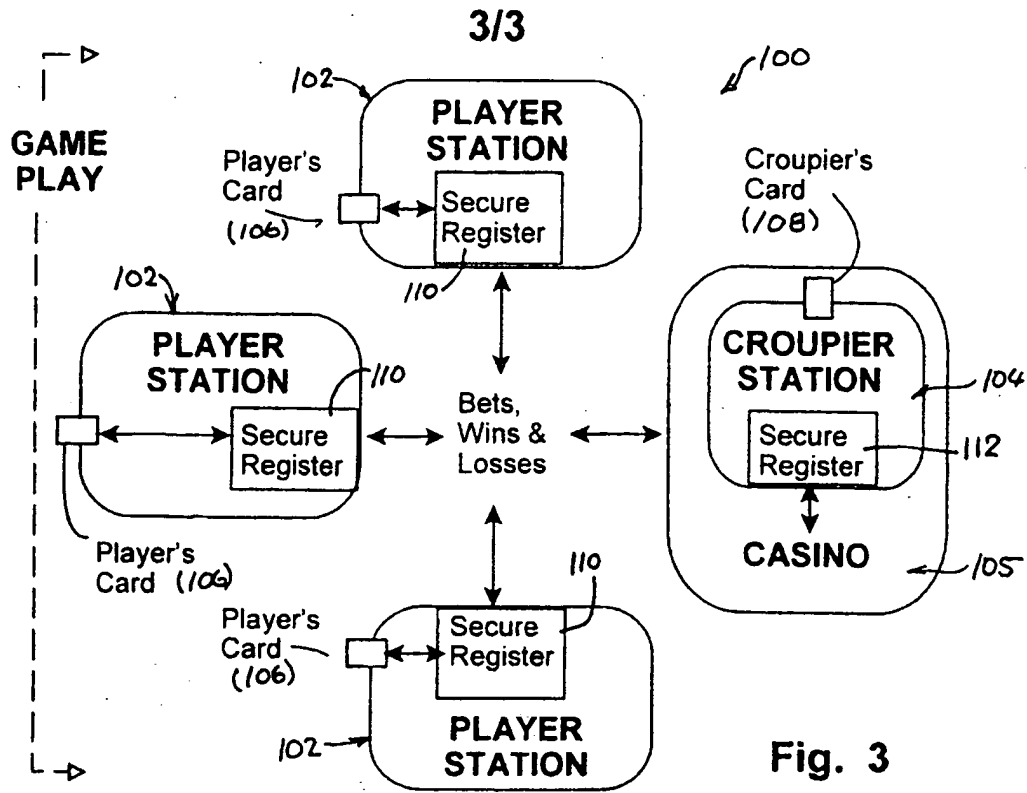 3/3
100
GAME
PLAY
102
PLAYER
STATION
Player's
Card
(106)
Secure
Register
110
Croupier's
Card
(108)
102
PLAYER
STATION
110
Secure
Register
Player's
Card (106)
Bets,
Wins &
Losses
CROUPIER
STATION
104
Secure
Register
112
CASINO
105
110
Player's
Card
(106)
Secure
Register
102
PLAYER
STATION
Fig. 3